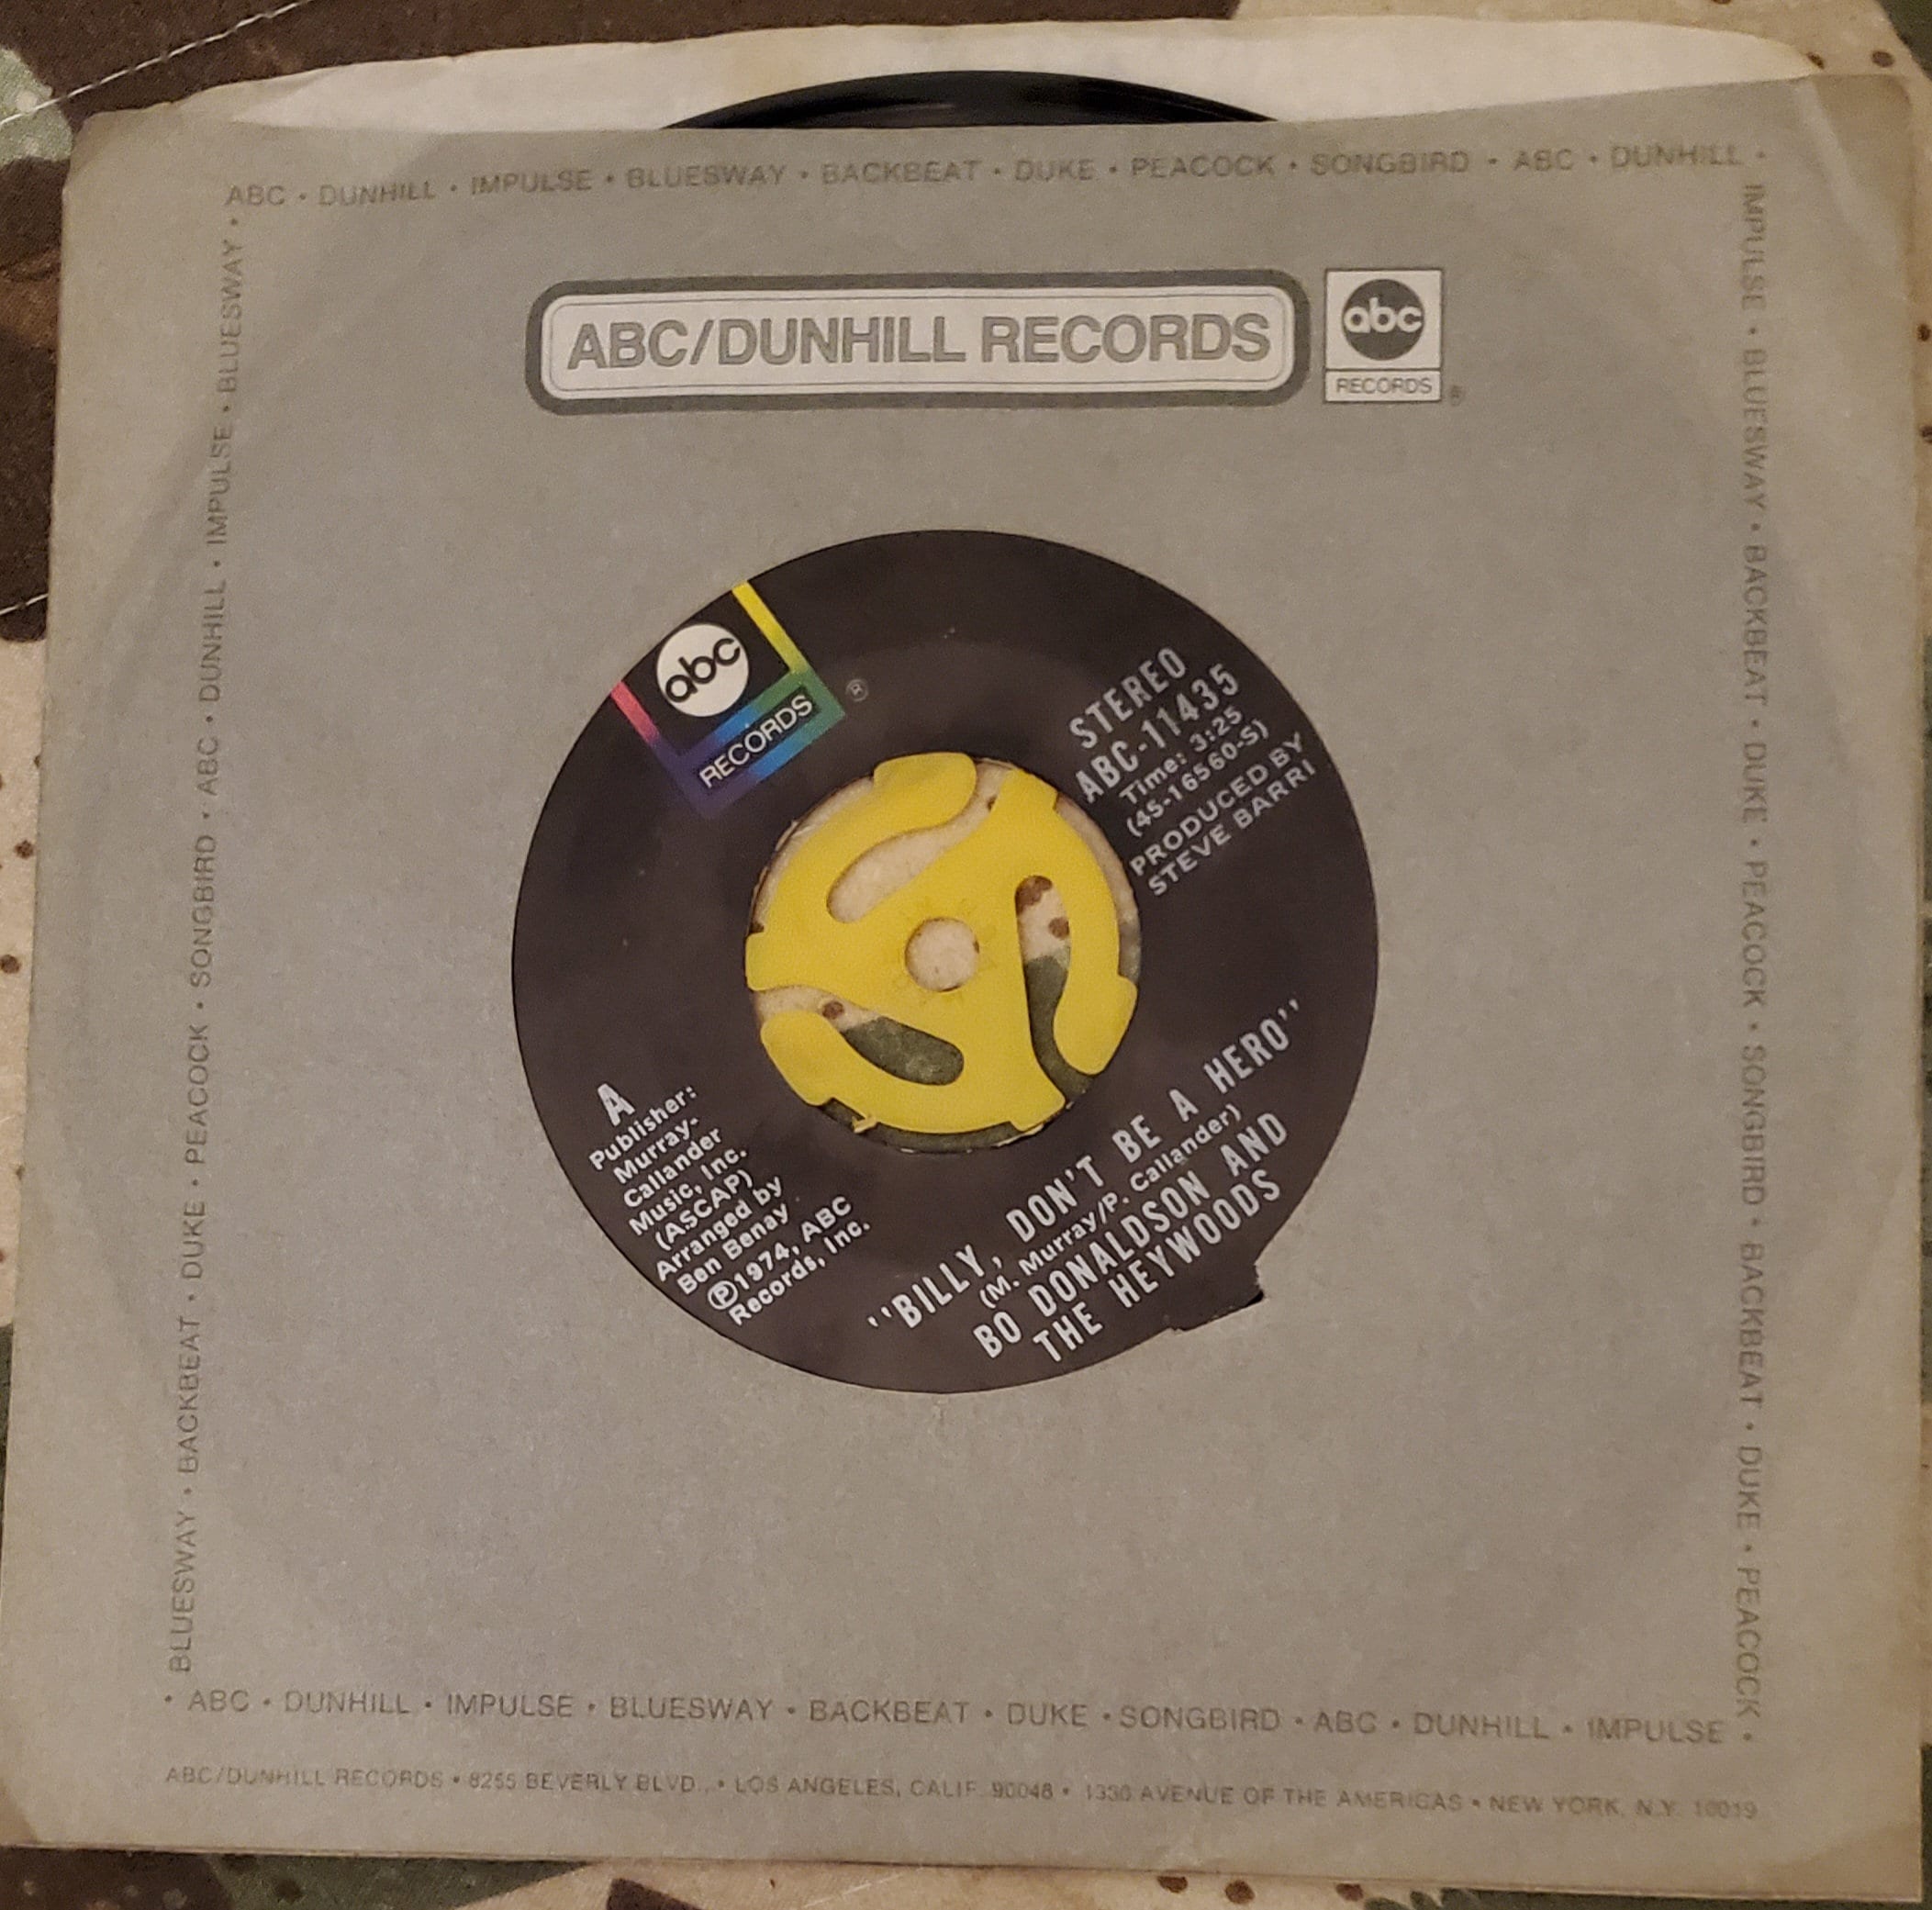 ABC • DUNHILL • IMPULSE • BLUESWAY • BACKBEAT • DUKE • PEACOCK • SONGBIRD • ABC • DUNHILL •
IMPULSE • BLUESWAY • BACKBEAT • DUKE • PEACOCK • SONGBIRD • BACKBEAT • DUKE • PEACOCK •
BLUESWAY • BACKBEAT • DUKE • PEACOCK • SONGBIRD • ABC • DUNHILL • IMPULSE • BLUESWAY •
ABC/DUNHILL RECORDS
abc
RECORDS
®
abc
RECORDS
®
STEREO
ABC-11435
Time: 3:25
(45-16560-S)
PRODUCED BY
STEVE BARRI
A
Publisher:
Murray-
Callander
Music, Inc.
(ASCAP)
Arranged by
Ben Benay
Ⓟ1974, ABC
Records, Inc.
"BILLY, DON'T BE A HERO"
(M. Murray/P. Callander)
BO DONALDSON AND
THE HEYWOODS
• ABC • DUNHILL • IMPULSE • BLUESWAY • BACKBEAT • DUKE • SONGBIRD • ABC • DUNHILL • IMPULSE •
ABC/DUNHILL RECORDS • 8255 BEVERLY BLVD., • LOS ANGELES, CALIF. 90048 • 1330 AVENUE OF THE AMERICAS • NEW YORK, N.Y. 10019